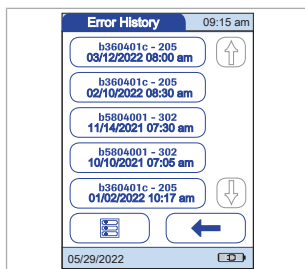 Error History 09:15 am
b360401c - 205
03/12/2022 08:00 am
b360401c - 205
02/10/2022 08:30 am
b5804001 - 302
11/14/2021 07:30 am
b5804001 - 302
10/10/2021 07:05 am
b360401c - 205
01/02/2022 10:17 am
05/29/2022